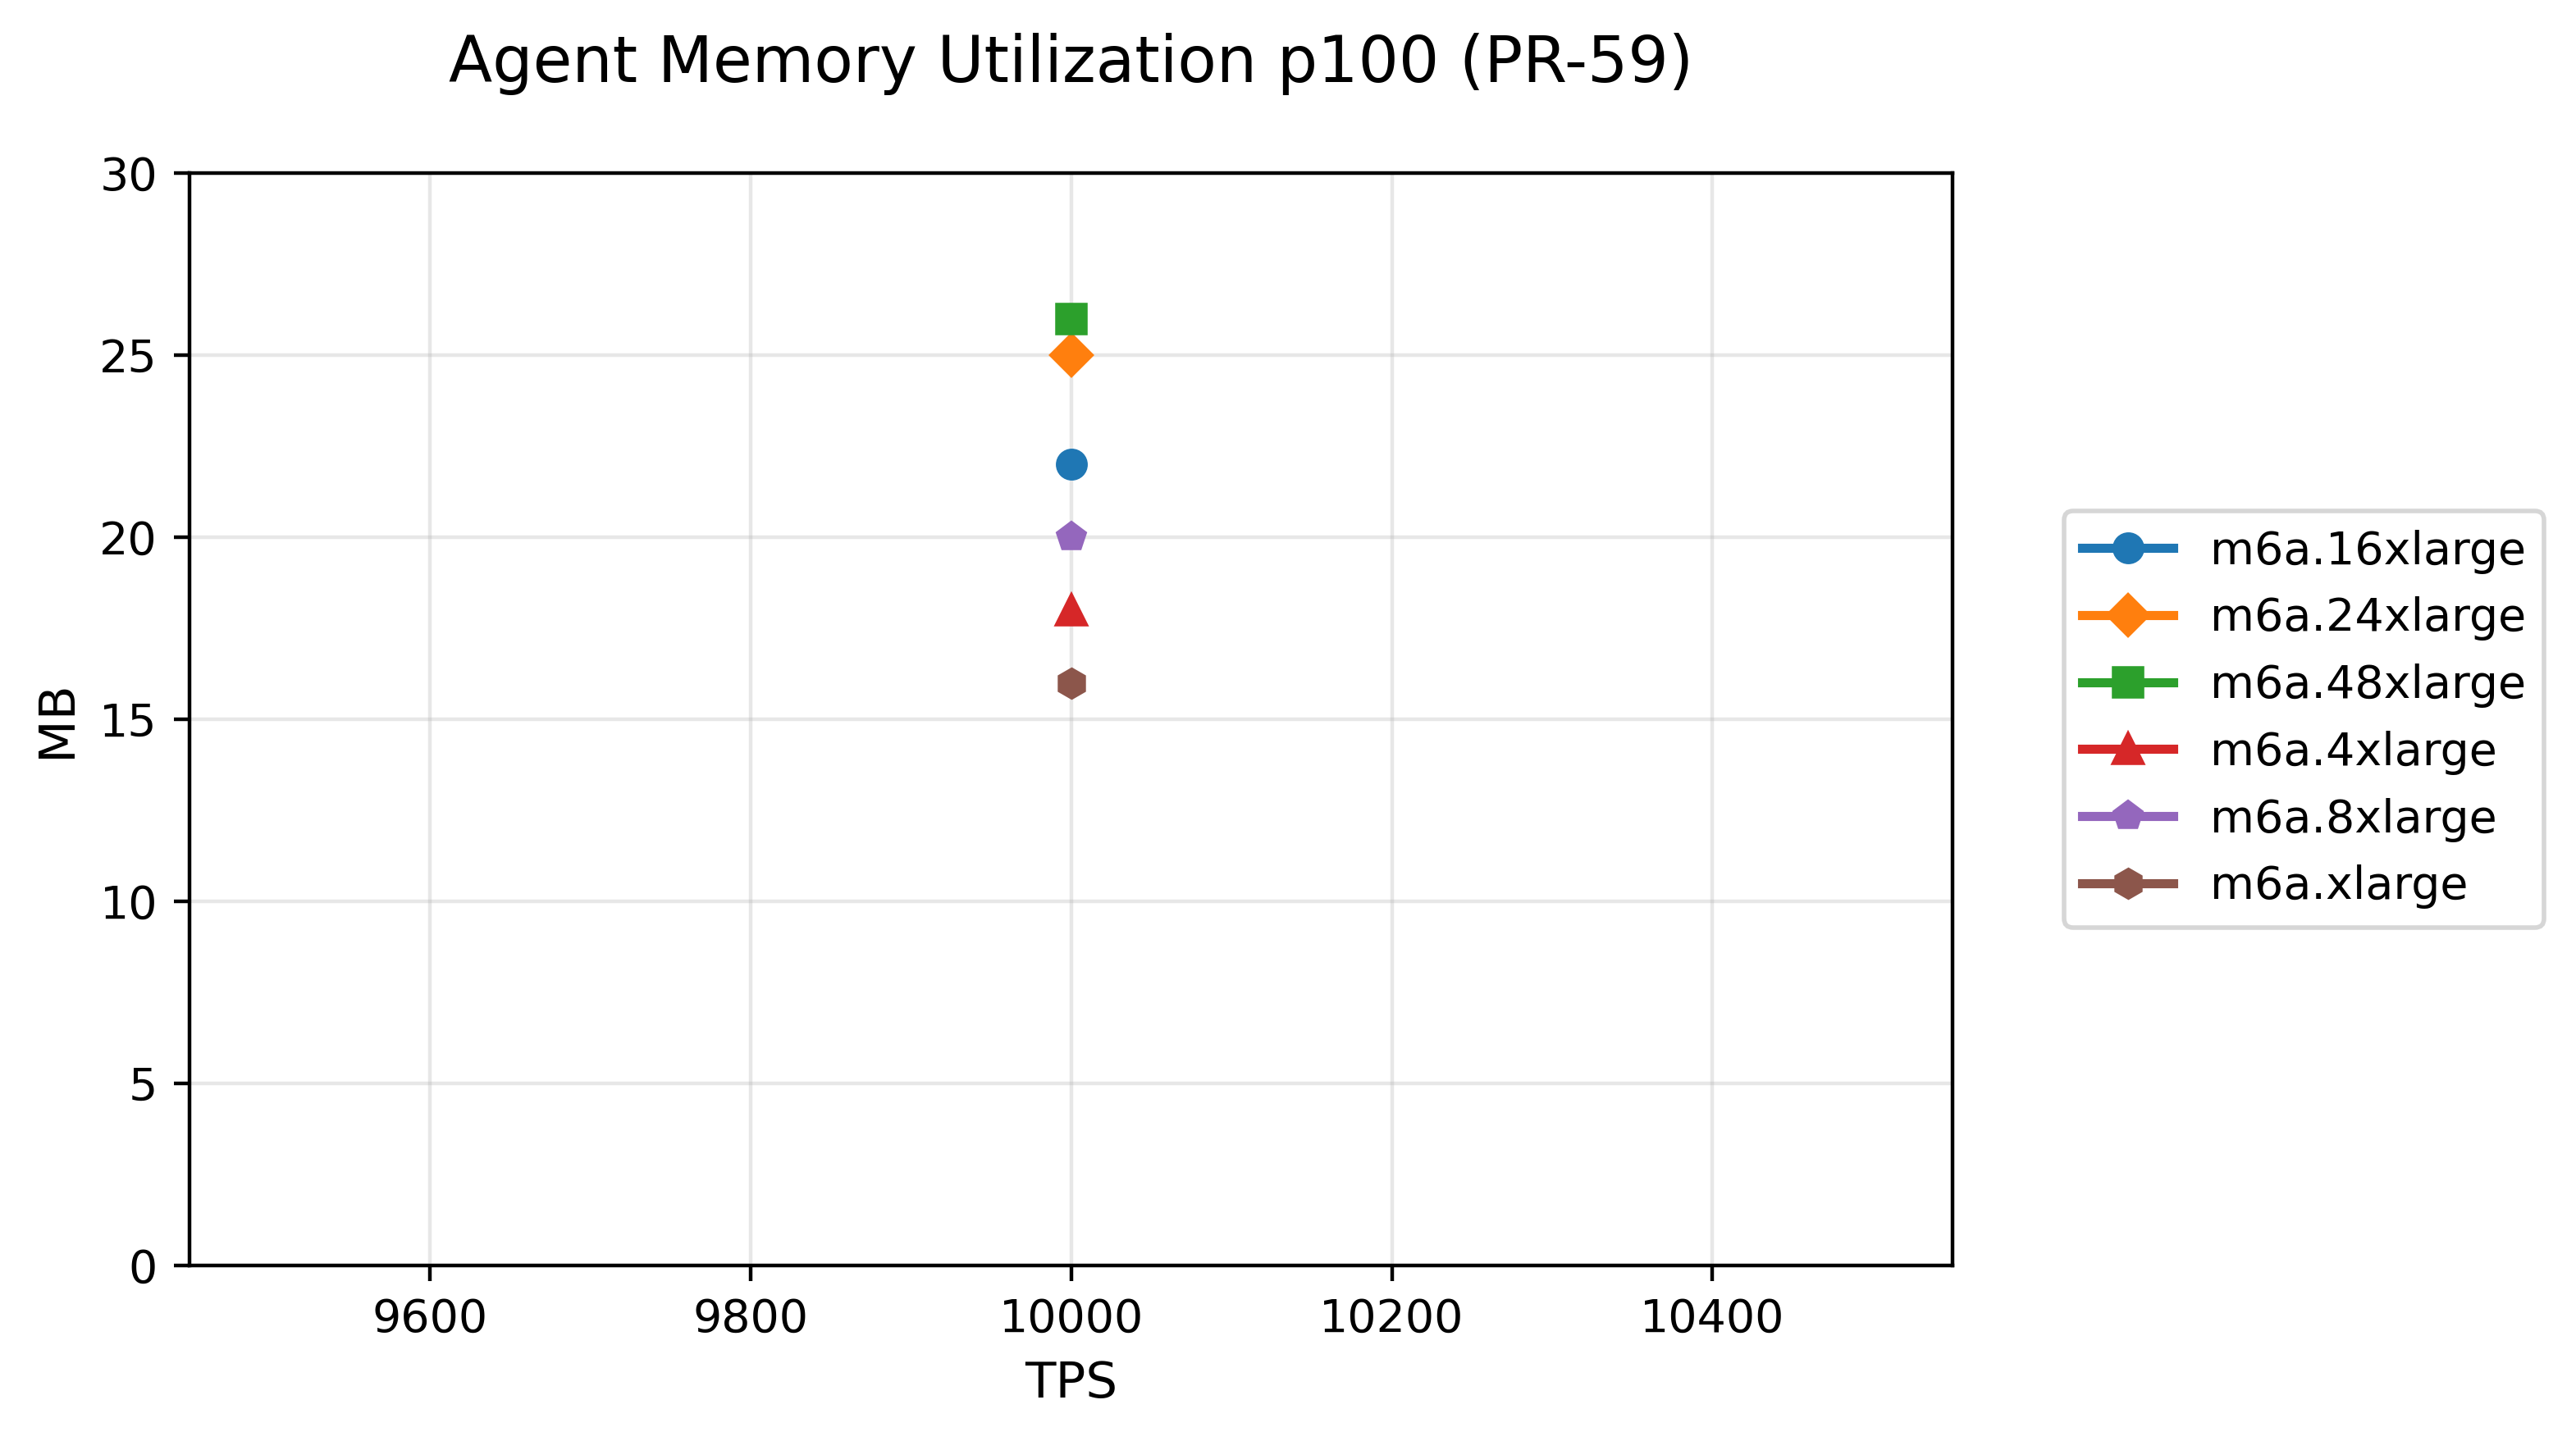 Agent Memory Utilization p100 (PR-59)
30
25
20
15
10
5
0
MB
9600 9800 10000 10200 10400
TPS
m6a.16xlarge
m6a.24xlarge
m6a.48xlarge
m6a.4xlarge
m6a.8xlarge
m6a.xlarge